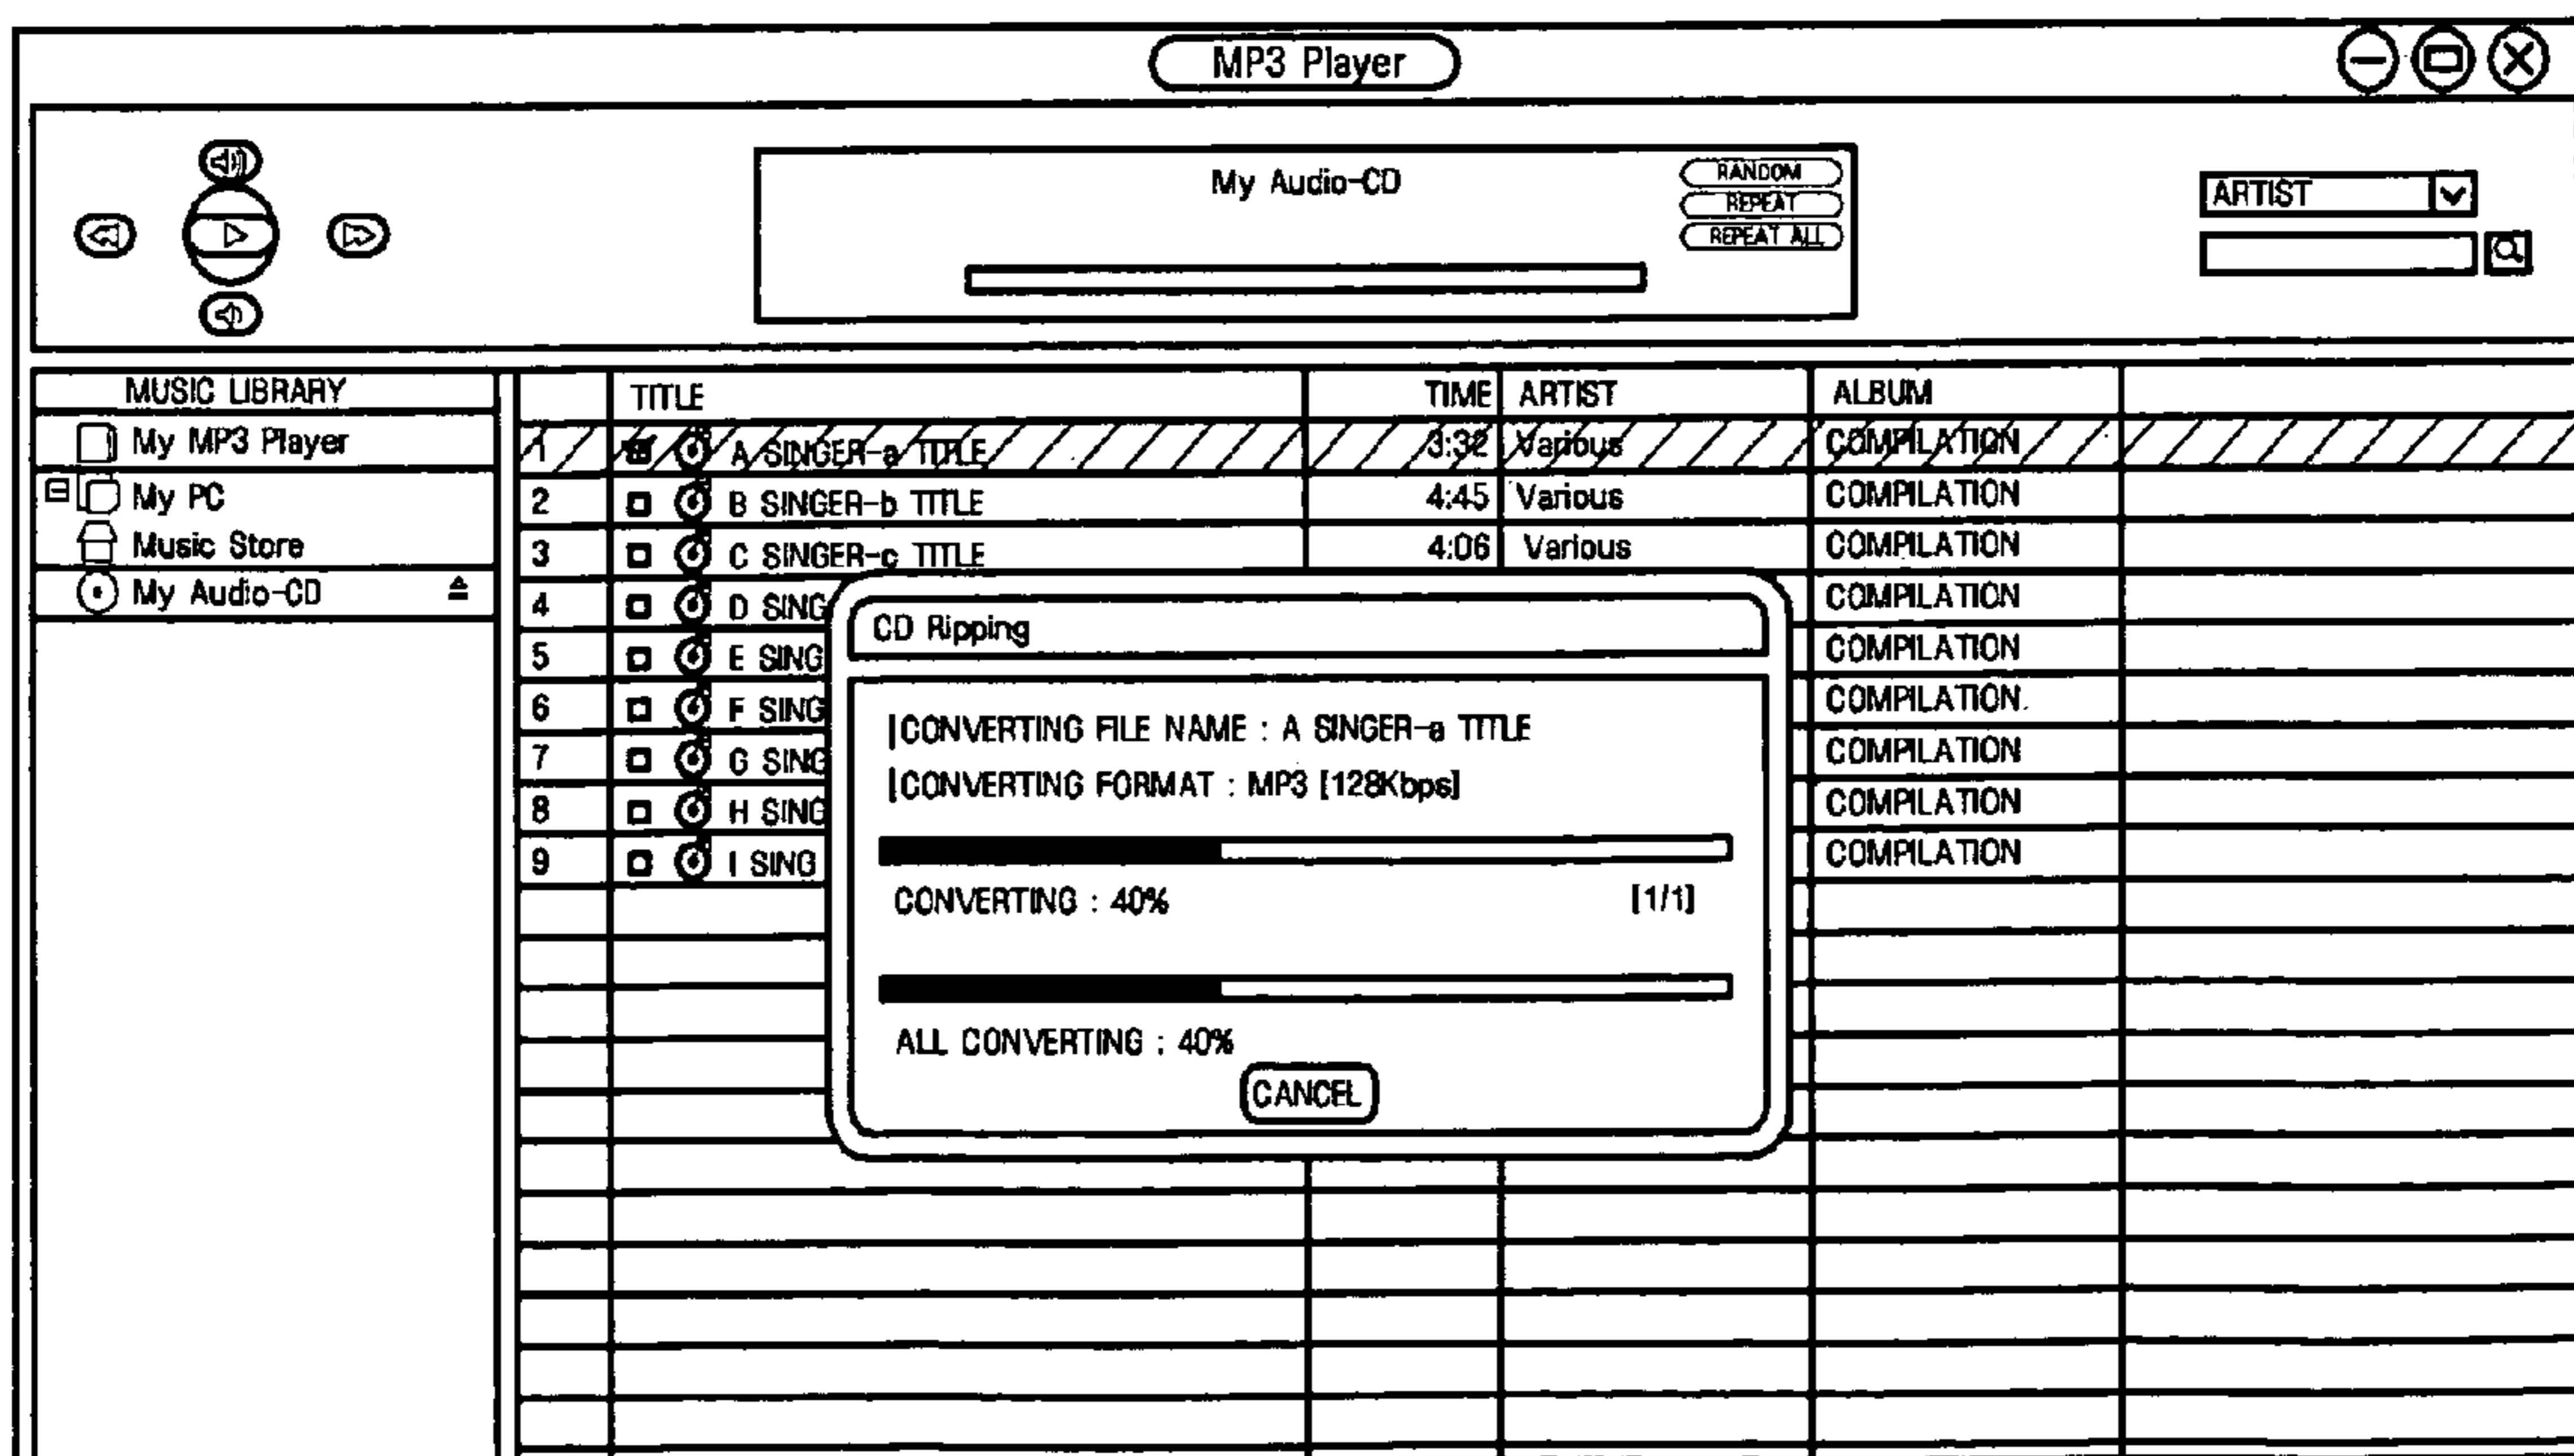 MP3 Player
My Audio-CD
RANDOM
REPEAT
REPEAT ALL
ARTIST
MUSIC LIBRARY
My MP3 Player
My PC
Music Store
My Audio-CD
TITLE TIME ARTIST ALBUM
1 A SINGER-a TITLE 3:32 Various COMPILATION
2 B SINGER-b TITLE 4:45 Various COMPILATION
3 C SINGER-c TITLE 4:06 Various COMPILATION
4 D SING COMPILATION
5 E SING COMPILATION
6 F SING COMPILATION
7 G SING COMPILATION
8 H SING COMPILATION
9 I SING COMPILATION
CD Ripping
|CONVERTING FILE NAME : A SINGER-a TITLE
|CONVERTING FORMAT : MP3 [128Kbps]
CONVERTING : 40% [1/1]
ALL CONVERTING : 40%
CANCEL